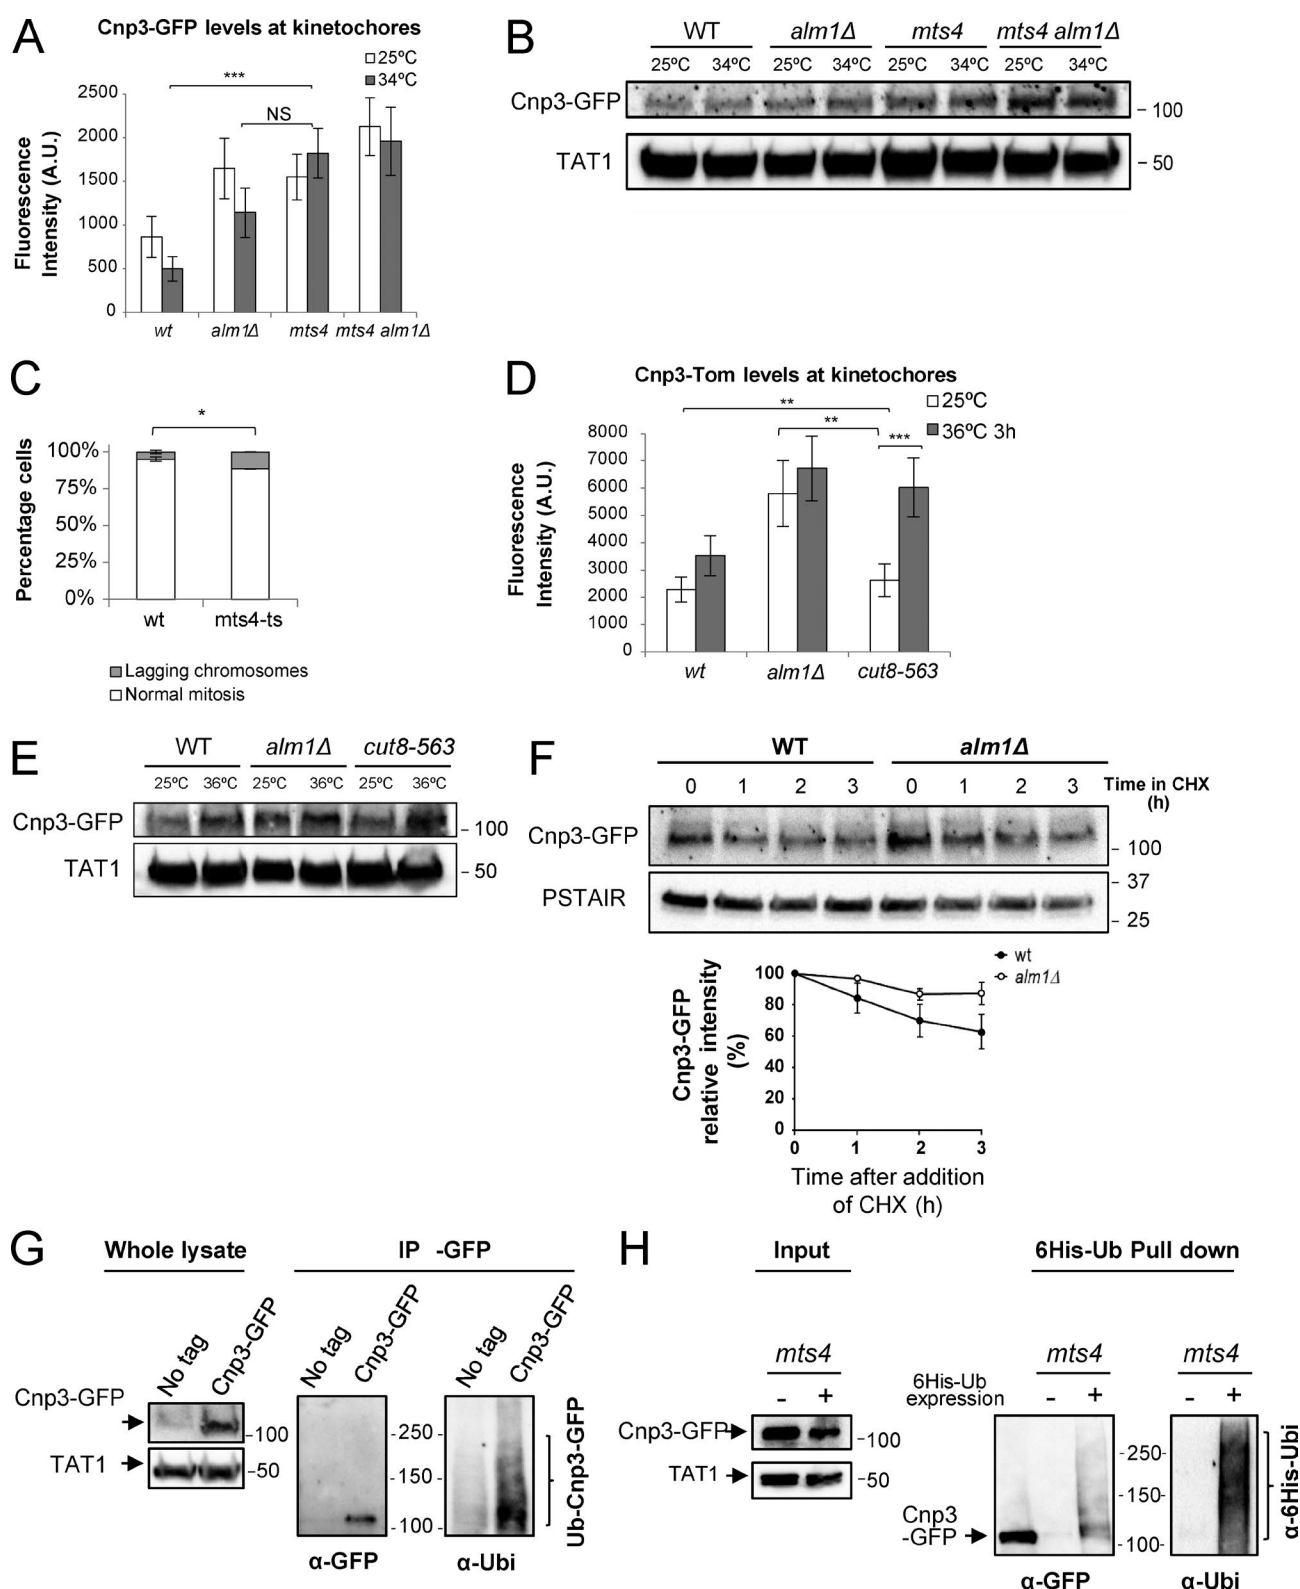 A
Cnp3-GFP levels at kinetochores
25ºC
34ºC
***
NS
Fluorescence
Intensity (A.U.)
2500
2000
1500
1000
500
0
wt alm1Δ mts4 mts4 alm1Δ
B
WT alm1Δ mts4 mts4 alm1Δ
25ºC 34ºC 25ºC 34ºC 25ºC 34ºC 25ºC 34ºC
Cnp3-GFP
- 100
TAT1
- 50
C
*
Percentage cells
100%
75%
50%
25%
0%
wt mts4-ts
Lagging chromosomes
Normal mitosis
D
Cnp3-Tom levels at kinetochores
25ºC
36ºC 3h
**
**
***
Fluorescence
Intensity (A.U.)
8000
7000
6000
5000
4000
3000
2000
1000
0
wt alm1Δ cut8-563
E
WT alm1Δ cut8-563
25ºC 36ºC 25ºC 36ºC 25ºC 36ºC
Cnp3-GFP
- 100
TAT1
- 50
F
WT alm1Δ
0 1 2 3 0 1 2 3 Time in CHX
(h)
Cnp3-GFP
- 100
PSTAIR
- 37
- 25
wt
alm1Δ
Cnp3-GFP
relative intensity
(%)
100
80
60
40
20
0
0 1 2 3
Time after addition
of CHX (h)
G
Whole lysate IP -GFP
No tag Cnp3-GFP No tag Cnp3-GFP No tag Cnp3-GFP
Cnp3-GFP
-100
TAT1
-50
- 250 -
- 150 -
- 100 -
Ub-Cnp3-GFP
α-GFP α-Ubi
H
Input 6His-Ub Pull down
mts4 mts4 mts4
- +
6His-Ub
expression - + - +
Cnp3-GFP
-100
TAT1
-50
-250-
-150-
-100-
Cnp3
-GFP
α-6His-Ubi
α-GFP α-Ubi